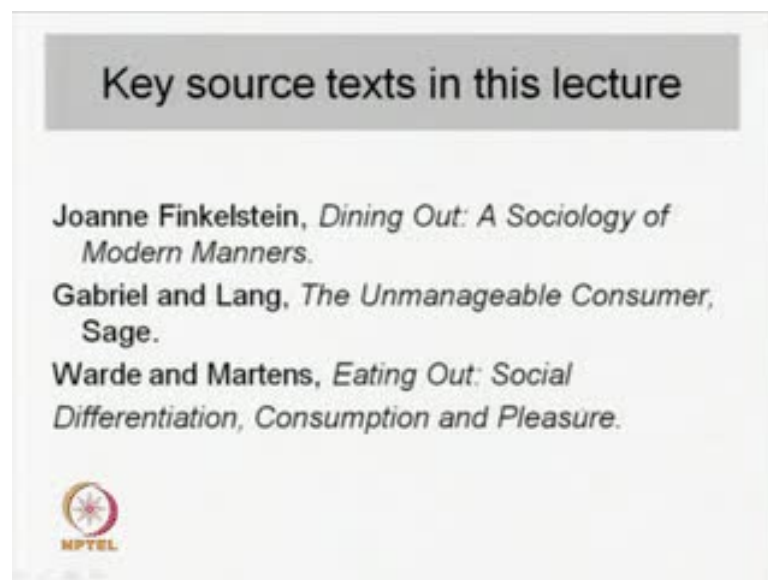 Key source texts in this lecture
Joanne Finkelstein, Dining Out: A Sociology of
Modern Manners.
Gabriel and Lang, The Unmanageable Consumer,
Sage.
Warde and Martens, Eating Out: Social
Differentiation, Consumption and Pleasure.
NPTEL